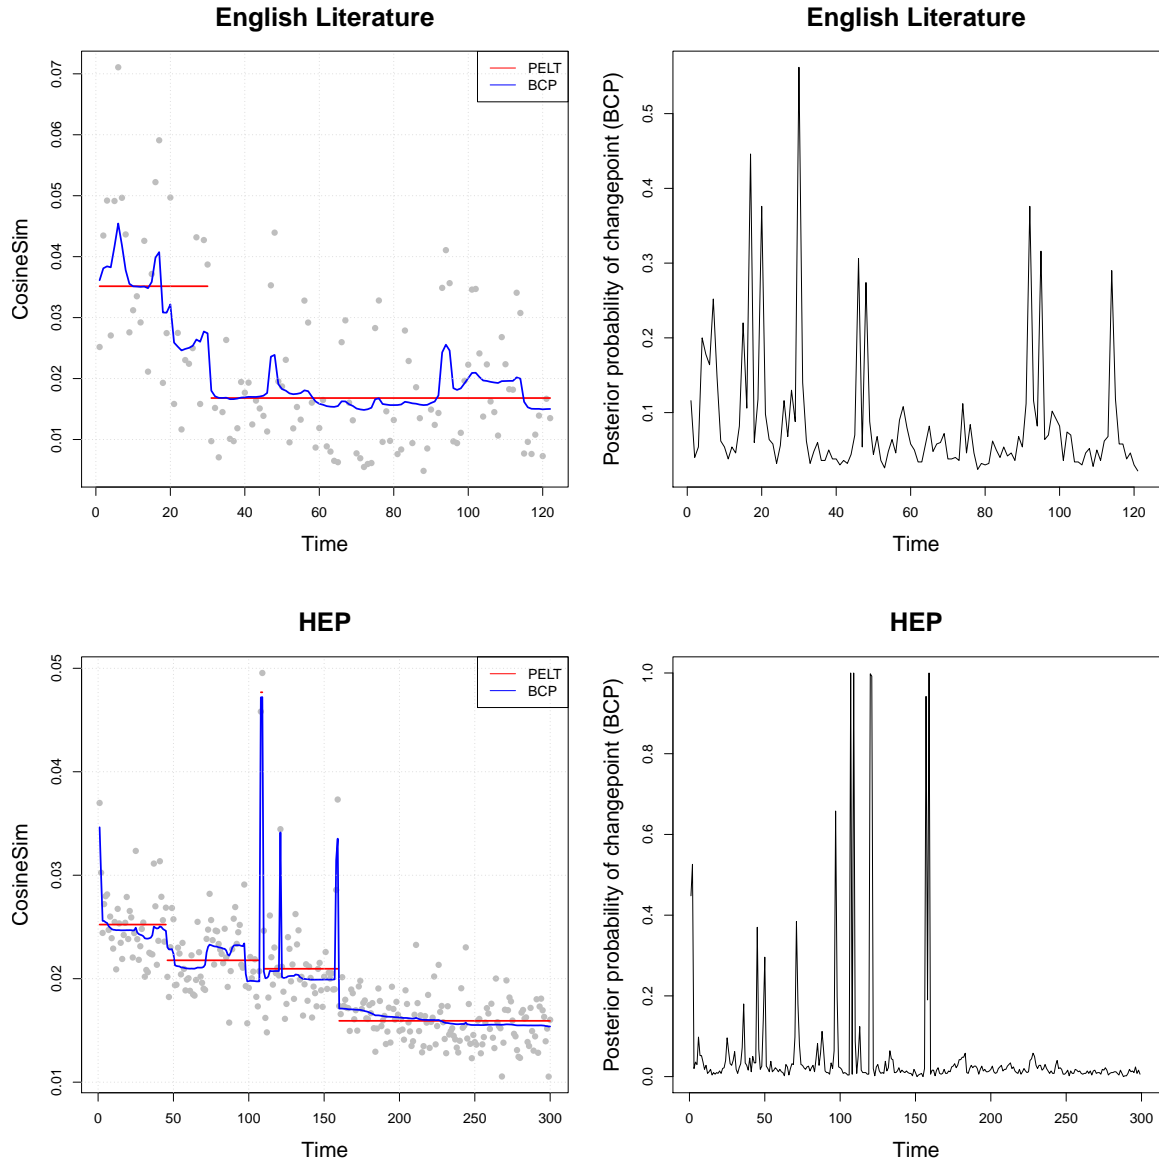 English Literature
CosineSim
0.07
0.06
0.05
0.04
0.03
0.02
0.01
PELT
BCP
0 20 40 60 80 100 120
Time
English Literature
Posterior probability of changepoint (BCP)
0.5
0.4
0.3
0.2
0.1
0 20 40 60 80 100 120
Time
HEP
CosineSim
0.05
0.04
0.03
0.02
0.01
PELT
BCP
0 50 100 150 200 250 300
Time
HEP
Posterior probability of changepoint (BCP)
1.0
0.8
0.6
0.4
0.2
0.0
0 50 100 150 200 250 300
Time